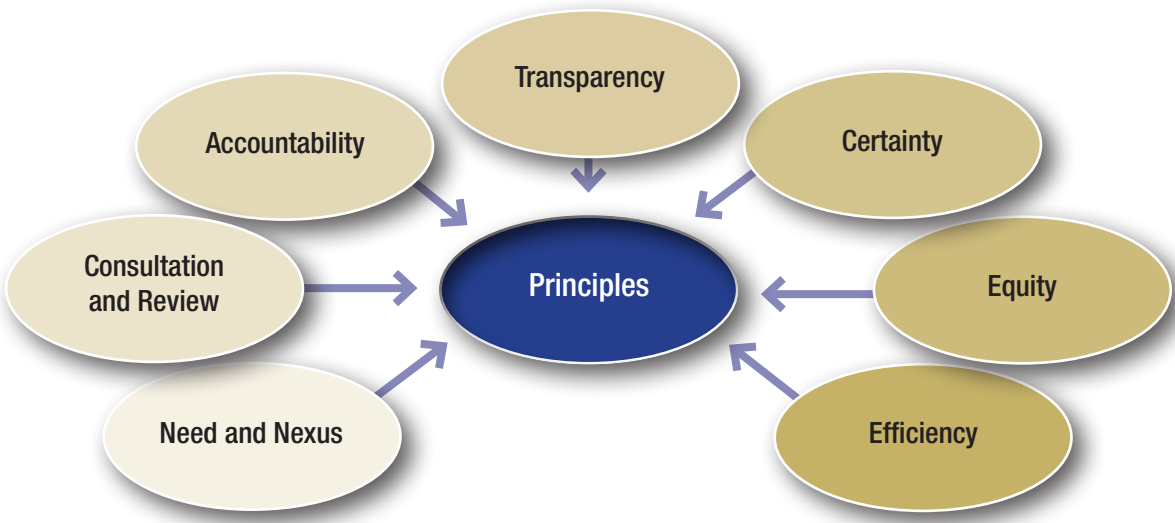 Transparency
Accountability
Certainty
Consultation
and Review
Principles
Equity
Need and Nexus
Efficiency